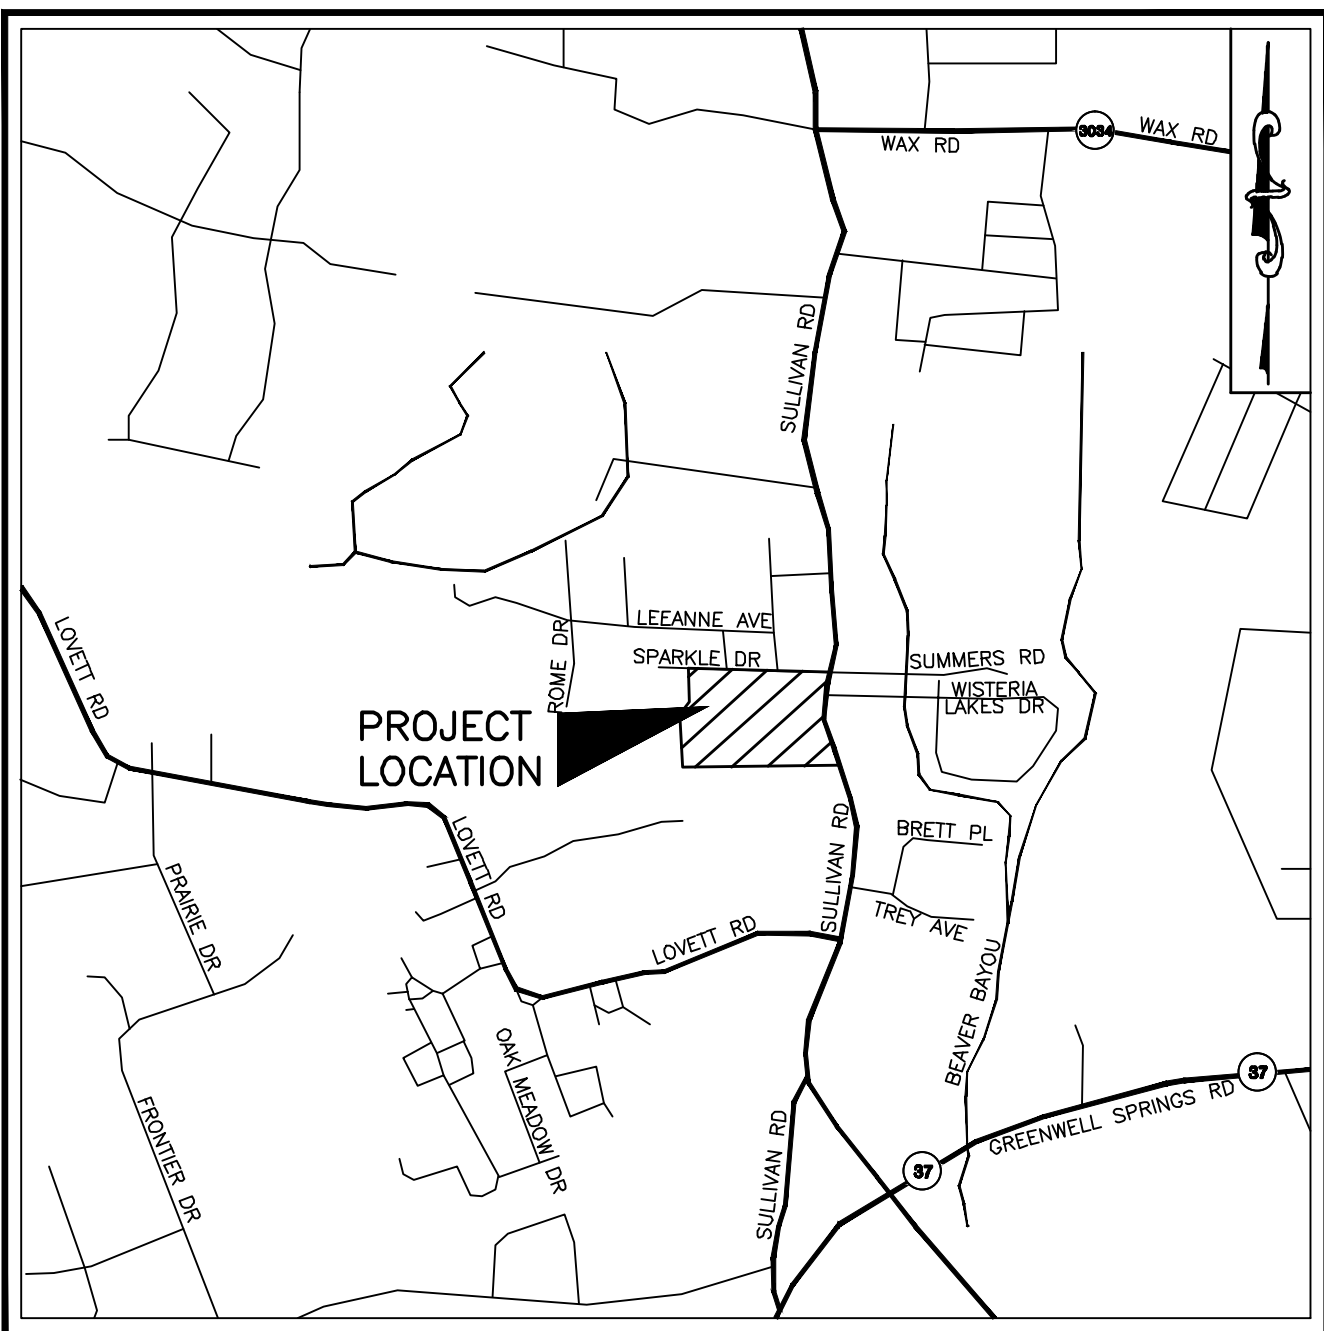 3034
WAX RD
WAX RD
SULLIVAN RD
LEEANNE AVE
LOVETT RD
ROME DR
SPARKLE DR
SUMMERS RD
WISTERIA
LAKES DR
PROJECT
LOCATION
LOVETT RD
SULLIVAN RD
BRETT PL
PRAIRIE DR
TREY AVE
LOVETT RD
BEAVER BAYOU
OAK MEADOW DR
37
GREENWELL SPRINGS RD
FRONTIER DR
SULLIVAN RD
37